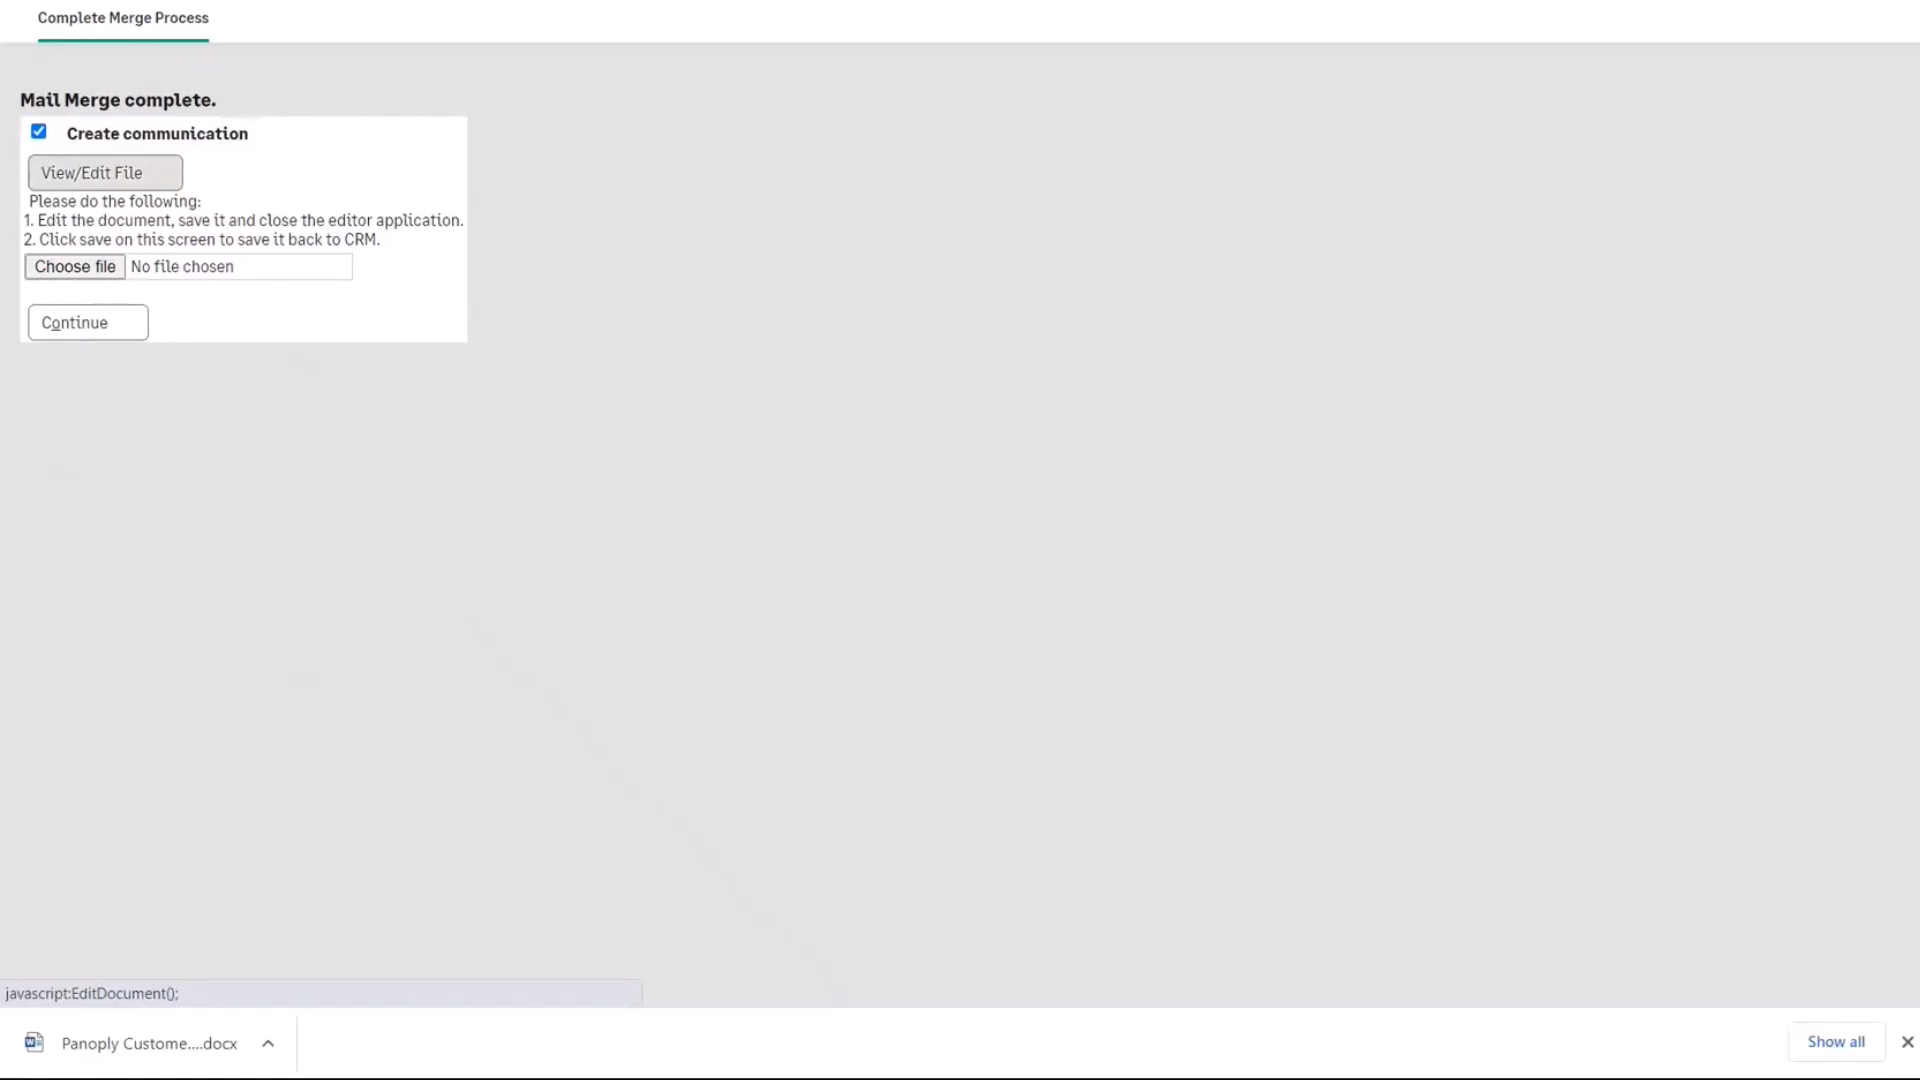 Complete Merge Process
Mail Merge complete.
Create communication
View/Edit File
Please do the following:
1. Edit the document, save it and close the editor application.
2. Click save on this screen to save it back to CRM.
Choose file No file chosen
Continue
javascript:EditDocument();
Panoply Custome....docx
Show all